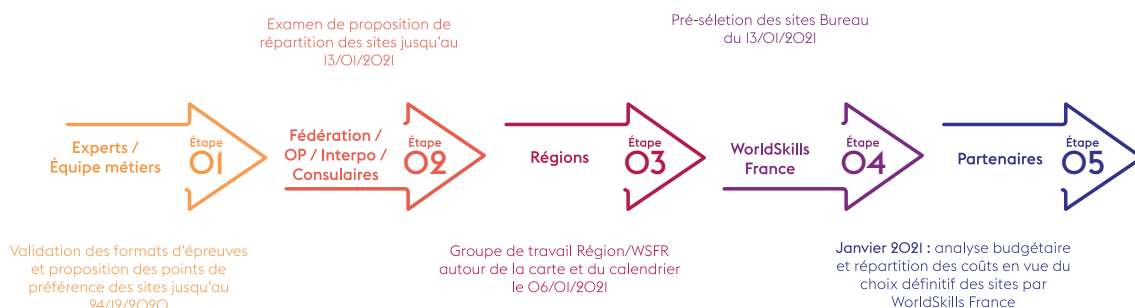 Examen de proposition de
répartition des sites jusqu'au
13/01/2021
Pré-séletion des sites Bureau
du 13/01/2021
Experts /
Équipe métiers
Étape
01
Fédération /
OP / Interpo /
Consulaires
Étape
02
Régions
Étape
03
WorldSkills
France
Étape
04
Partenaires
Étape
05
Validation des formats d'épreuves
et proposition des points de
préférence des sites jusqu'au
24/12/2020
Groupe de travail Région/WSFR
autour de la carte et du calendrier
le 06/01/2021
Janvier 2021 : analyse budgétaire
et répartition des coûts en vue du
choix définitif des sites par
WorldSkills France